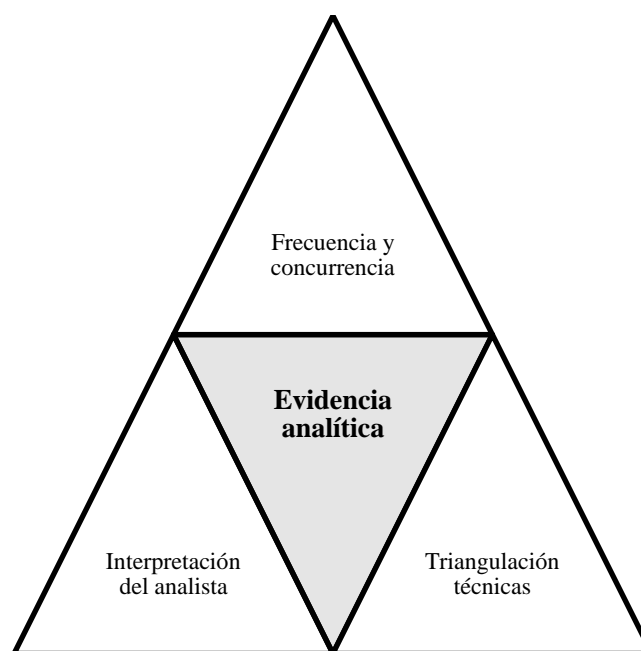 Frecuencia y
concurrencia
Evidencia
analítica
Interpretación
del analista
Triangulación
técnicas